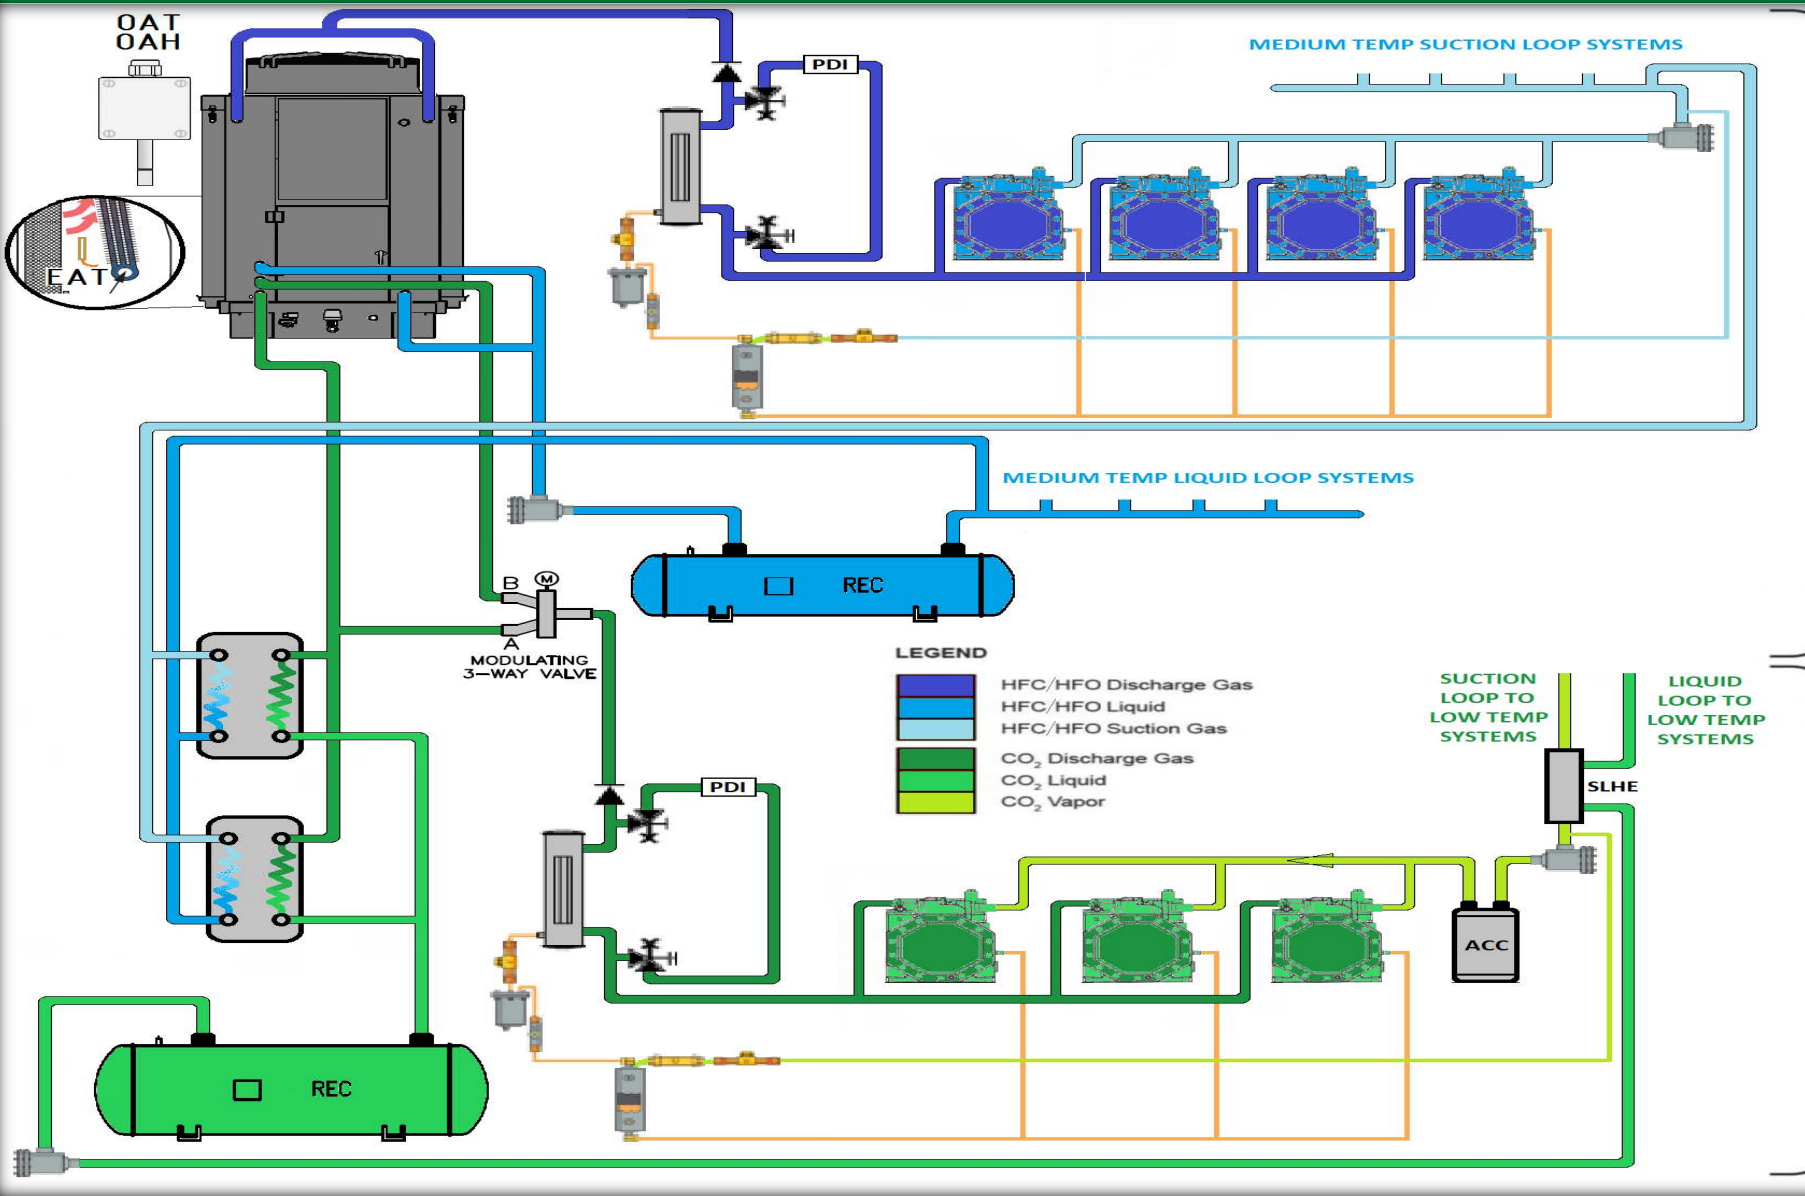 OAT
OAH
EAT
PDI
MEDIUM TEMP SUCTION LOOP SYSTEMS
MEDIUM TEMP LIQUID LOOP SYSTEMS
REC
B
M
A
MODULATING
3-WAY VALVE
LEGEND
HFC/HFO Discharge Gas
HFC/HFO Liquid
HFC/HFO Suction Gas
CO₂ Discharge Gas
CO₂ Liquid
CO₂ Vapor
SUCTION
LOOP TO
LOW TEMP
SYSTEMS
LIQUID
LOOP TO
LOW TEMP
SYSTEMS
SLHE
PDI
ACC
REC